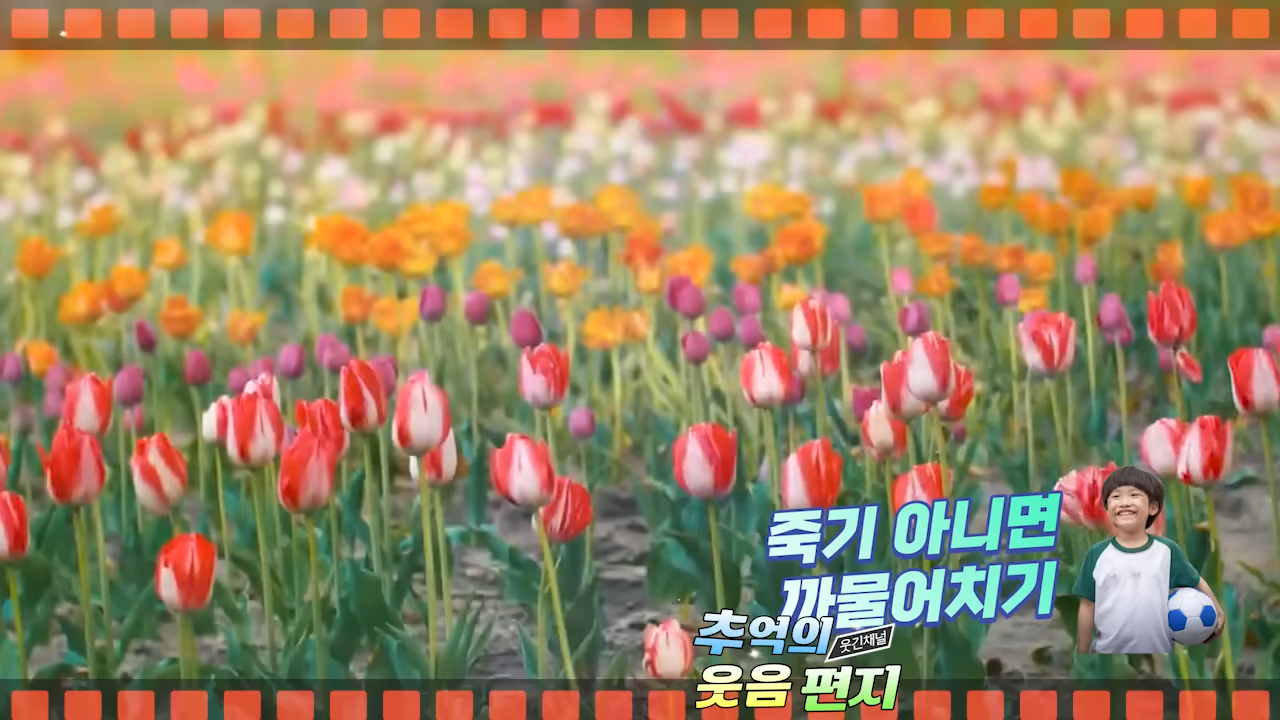 죽기 아니면
까물어치기
추억의
웃긴채널
웃음 편지